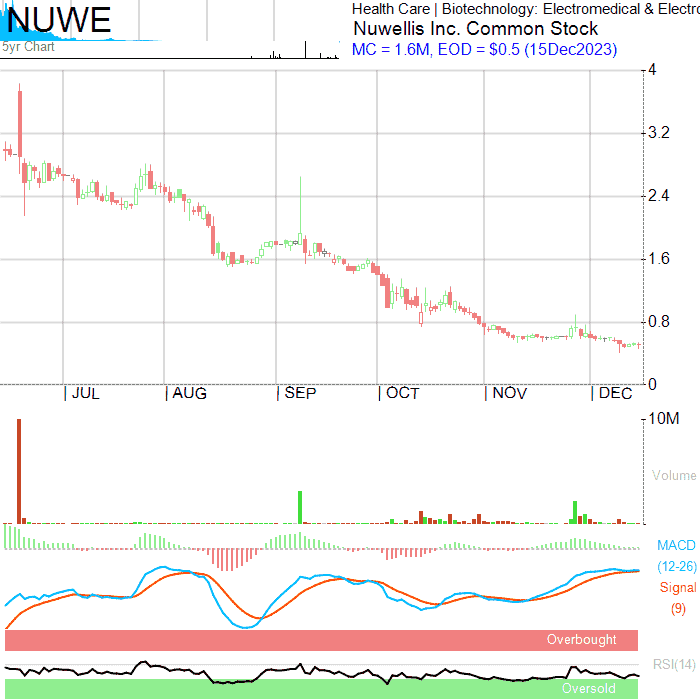 NUWE
5yr Chart
Health Care | Biotechnology: Electromedical & Electro
Nuwellis Inc. Common Stock
MC = 1.6M, EOD = $0.5 (15Dec2023)
4
3.2
2.4
1.6
0.8
0
JUL
AUG
SEP
OCT
NOV
DEC
10M
Volume
MACD
(12-26)
Signal
(9)
Overbought
RSI(14)
Oversold